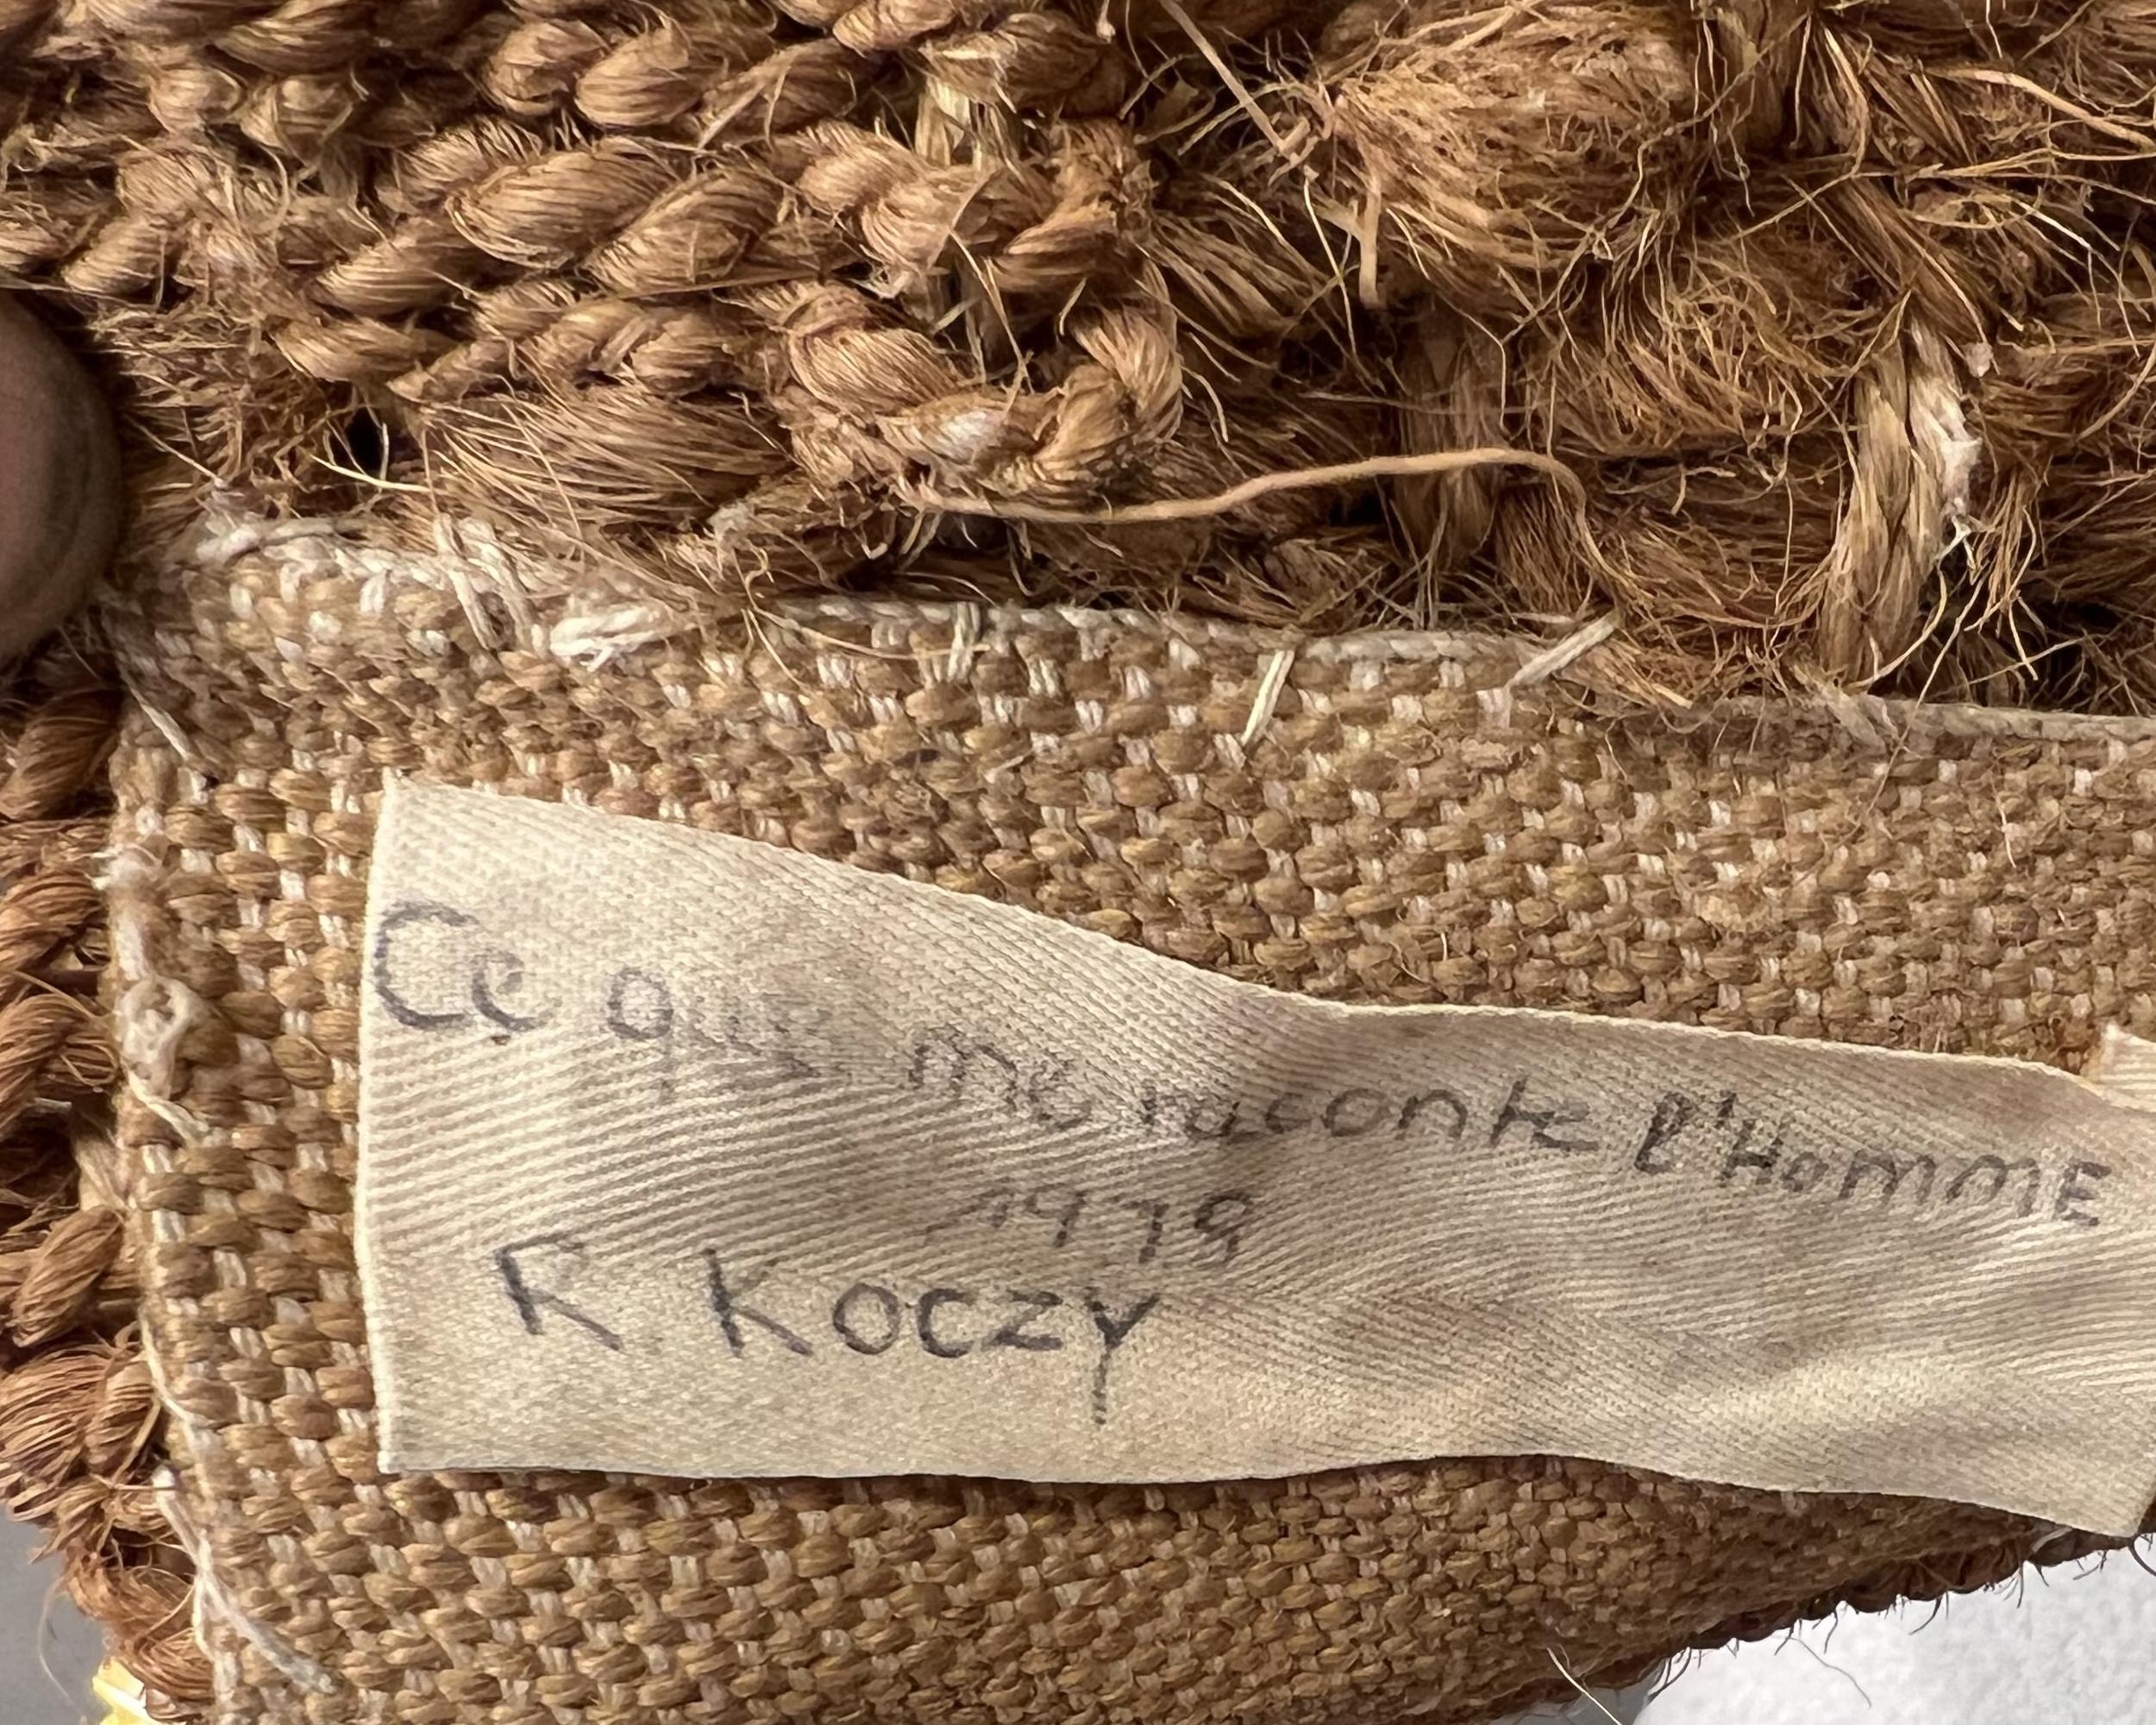 Ce qui me raconte l'HommE
1978
R KOCZY